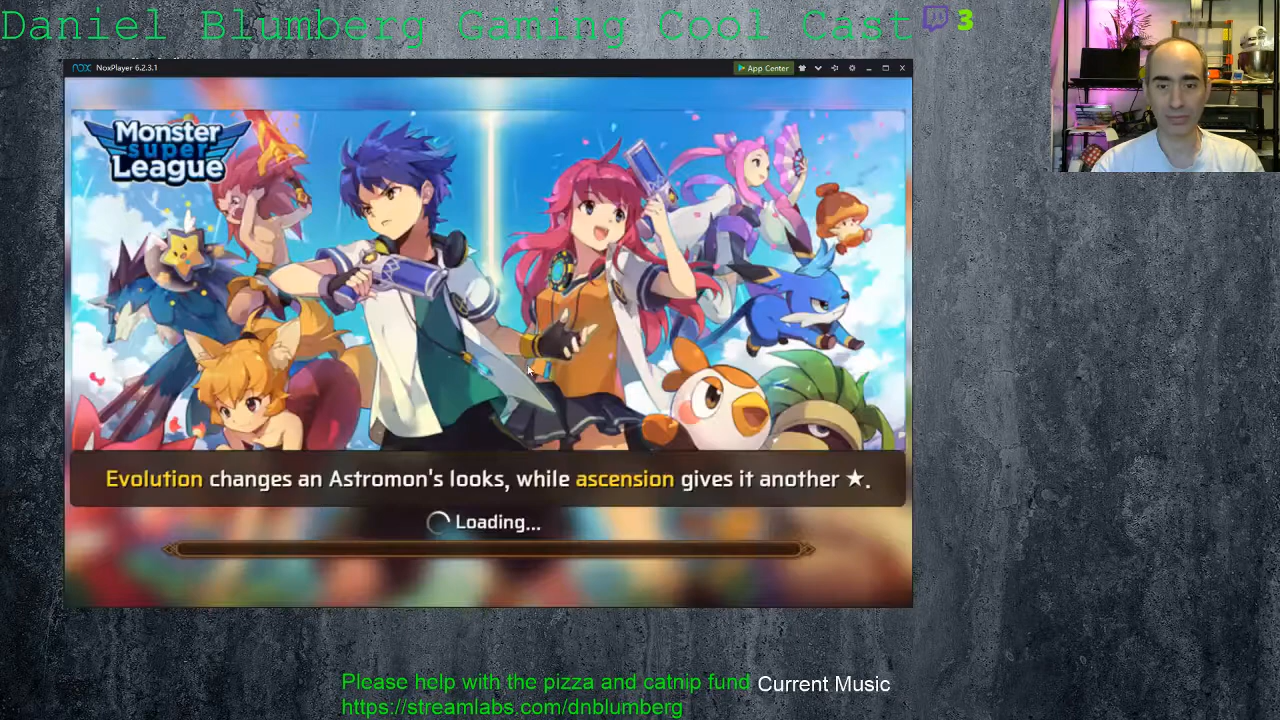 Daniel Blumberg Gaming Cool Cast 3
NOX NoxPlayer 6.2.3.1 App Center
Monster
super
League
Evolution changes an Astromon's looks, while ascension gives it another ★.
Loading...
Please help with the pizza and catnip fund Current Music
https://streamlabs.com/dnblumberg